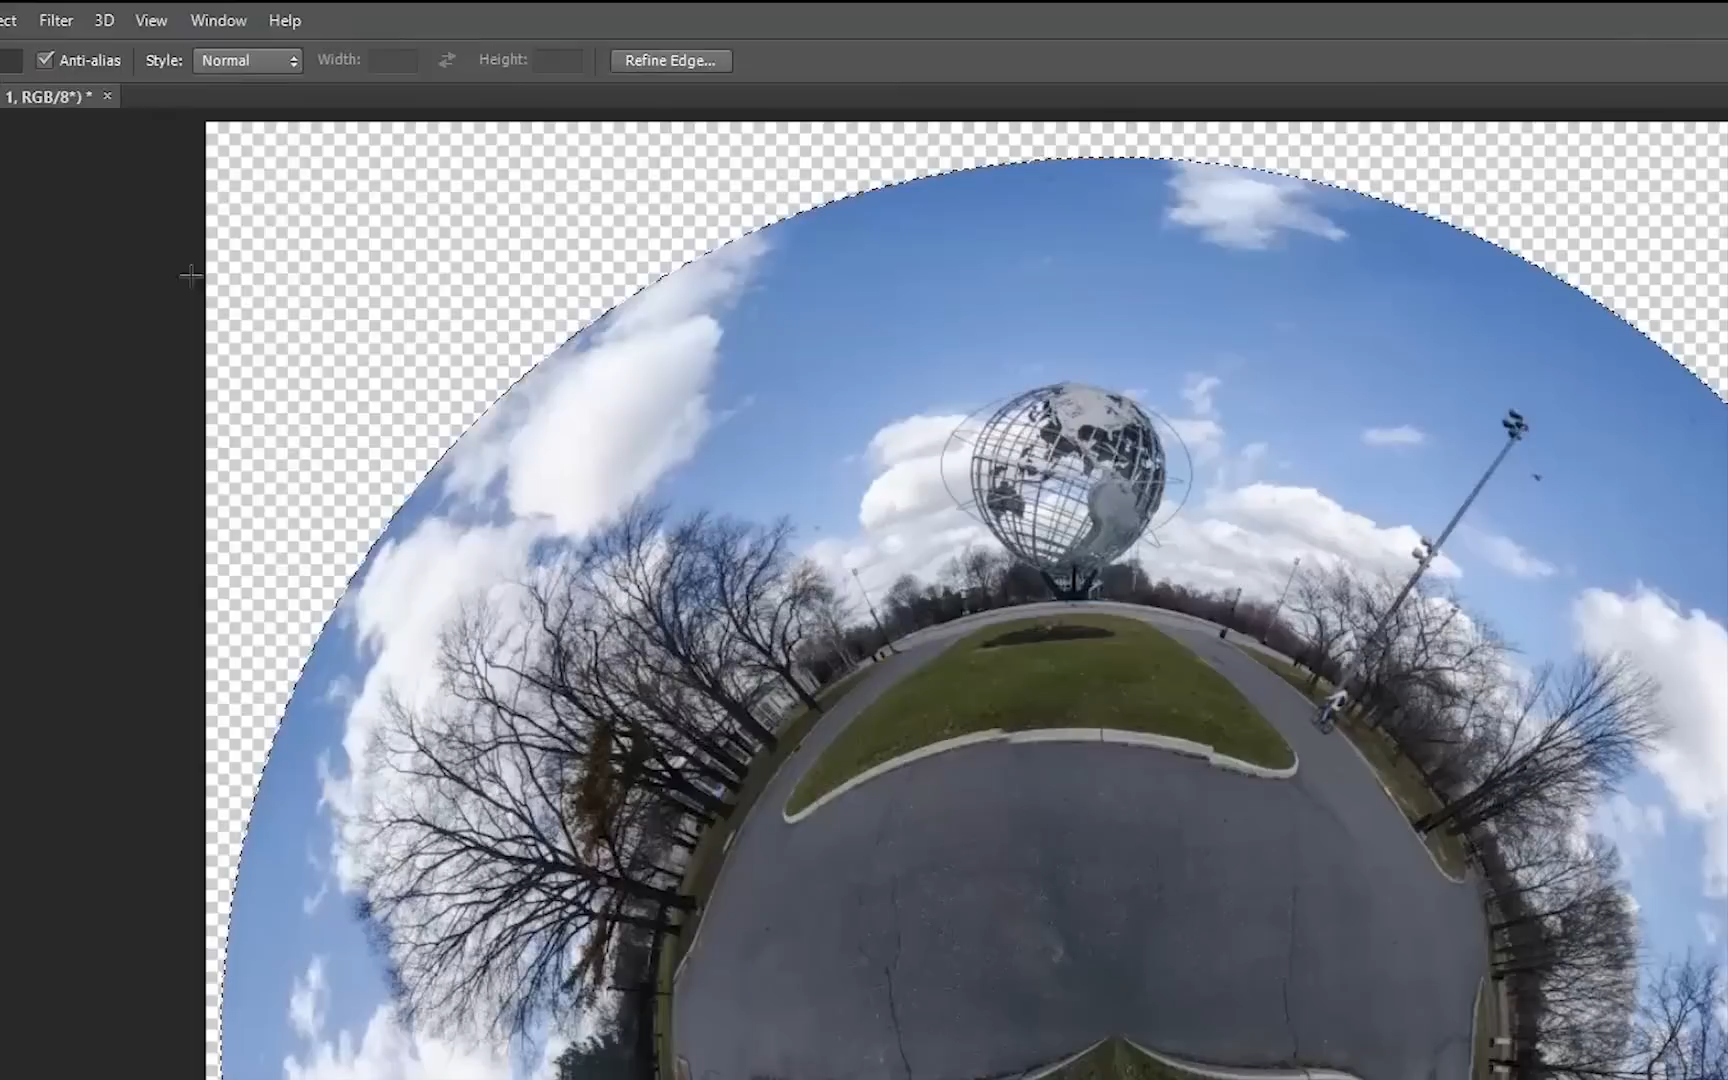 ect Filter 3D View Window Help
Anti-alias Style: Normal Width: Height: Refine Edge...
1, RGB/8*) * ×